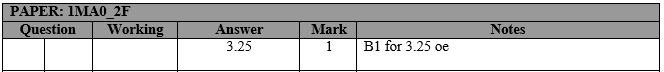 PAPER: 1MA0_2F
Question Working Answer Mark Notes
3.25 1 B1 for 3.25 oe